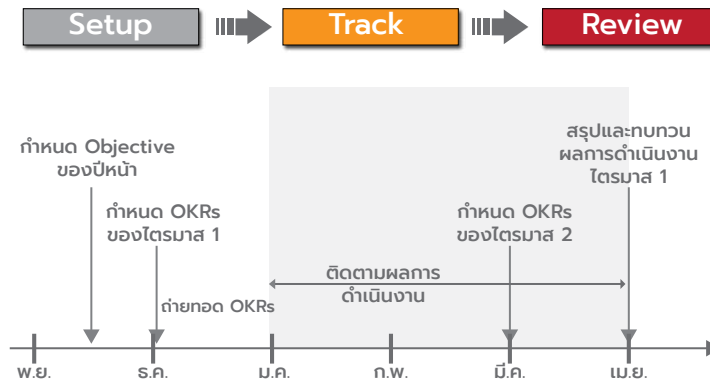 Setup
Track
Review
กำหนด Objective
ของปีหน้า
กำหนด OKRs
ของไตรมาส 1
ถ่ายทอด OKRs
ติดตามผลการ
ดำเนินงาน
กำหนด OKRs
ของไตรมาส 2
สรุปและทบทวน
ผลการดำเนินงาน
ไตรมาส 1
พ.ย.
ธ.ค.
ม.ค.
ก.พ.
มี.ค.
เม.ย.